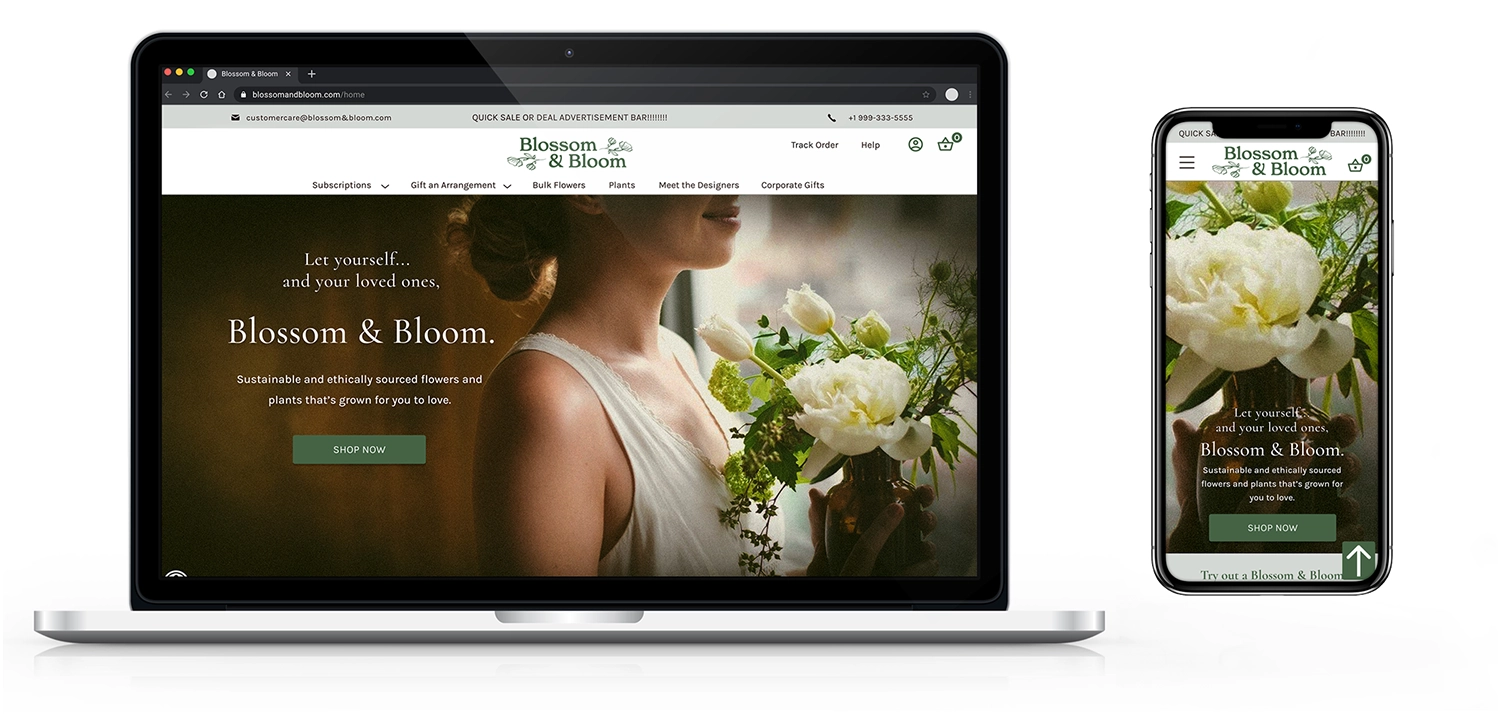 Blossom & Bloom
blossomandbloom.com/home
customercare@blossom&bloom.com
QUICK SALE OR DEAL ADVERTISEMENT BAR!!!!!!!!
+1 999-333-5555
Blossom
& Bloom
Track Order
Help
0
Subscriptions
Gift an Arrangement
Bulk Flowers
Plants
Meet the Designers
Corporate Gifts
Let yourself...
and your loved ones,
Blossom & Bloom.
Sustainable and ethically sourced flowers and
plants that's grown for you to love.
SHOP NOW
QUICK SA
BAR!!!!!!!!
Blossom
& Bloom
0
Let yourself...
and your loved ones,
Blossom & Bloom.
Sustainable and ethically sourced
flowers and plants that's grown for
you to love.
SHOP NOW
Try out a Blossom & Bloom